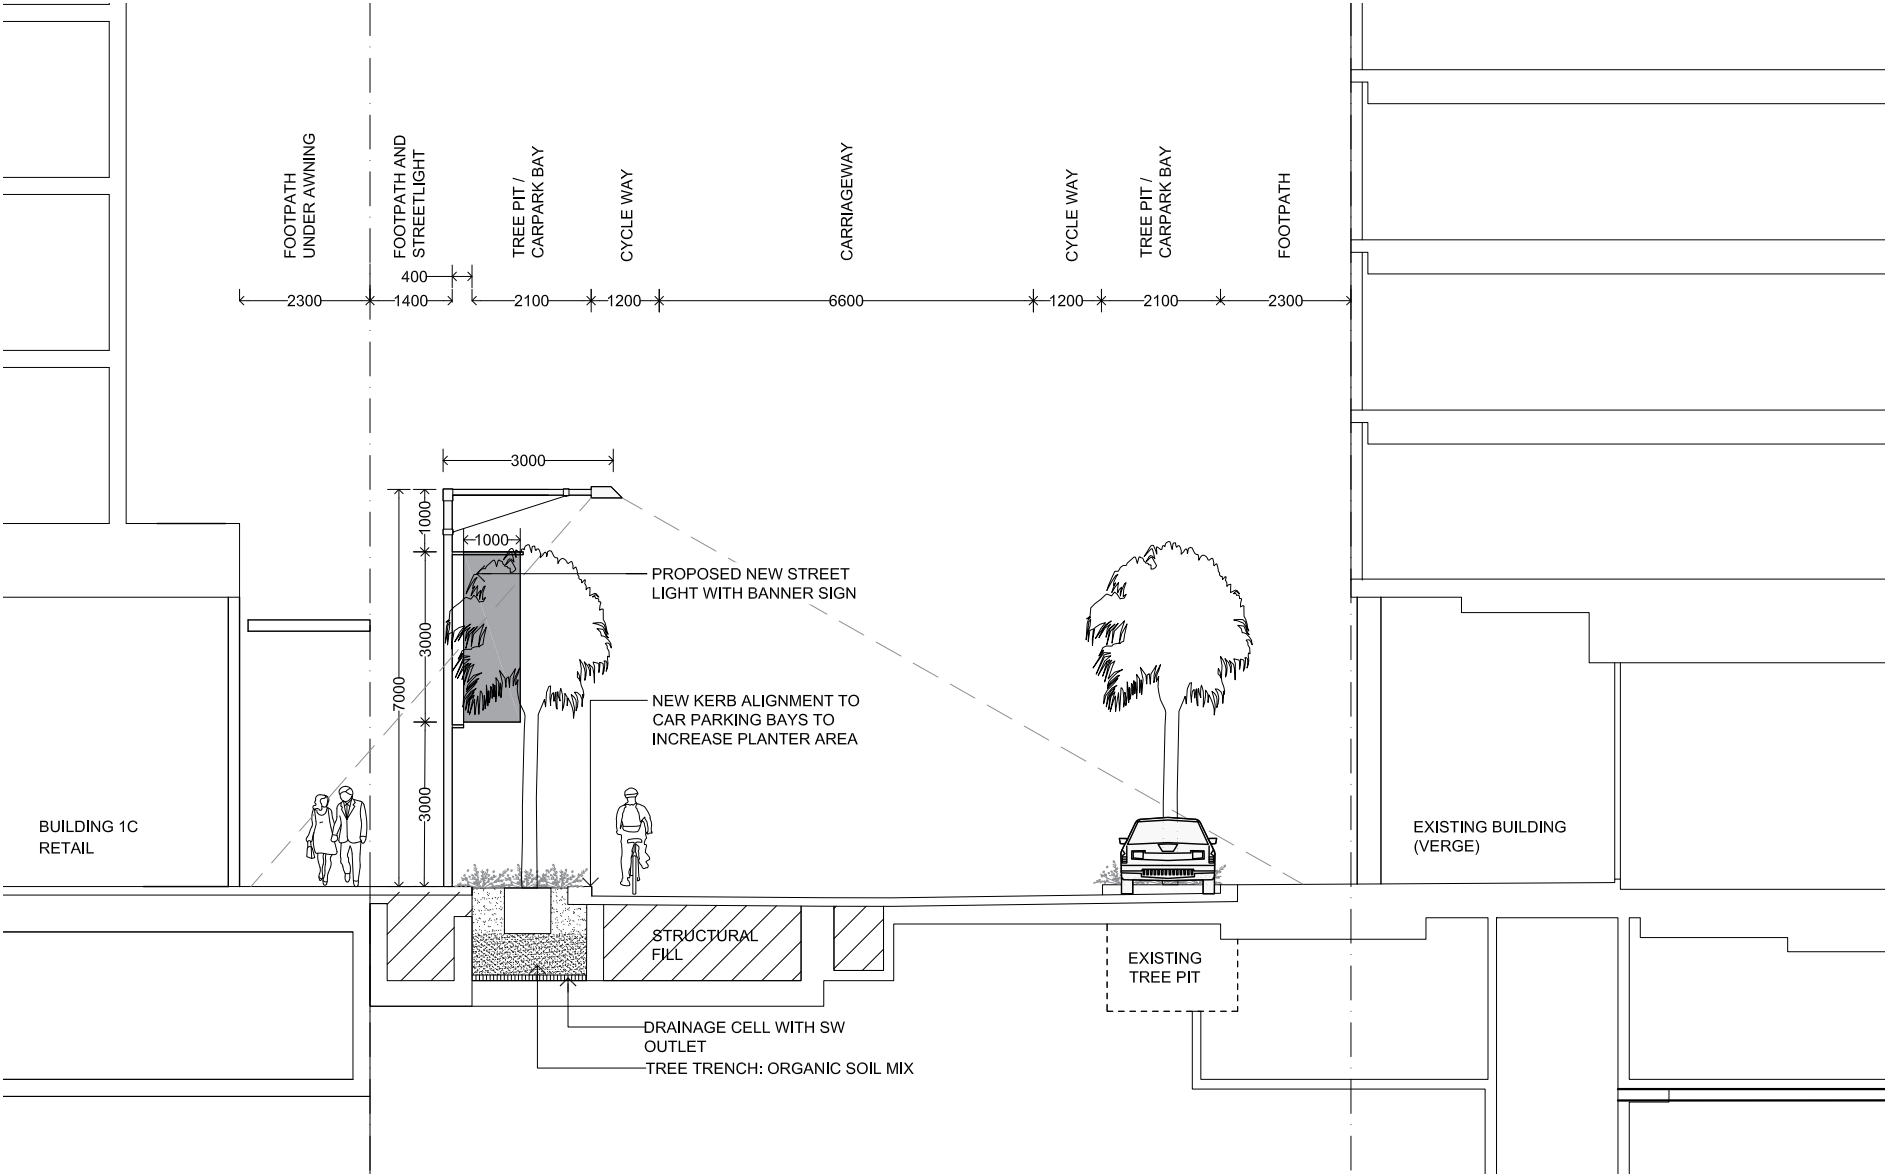 FOOTPATH
UNDER AWNING
FOOTPATH AND
STREETLIGHT
TREE PIT /
CARPARK BAY
CYCLE WAY
CARRIAGEWAY
CYCLE WAY
TREE PIT /
CARPARK BAY
FOOTPATH
400
2300
1400
2100
1200
6600
1200
2100
2300
3000
1000
1000
3000
7000
3000
PROPOSED NEW STREET
LIGHT WITH BANNER SIGN
NEW KERB ALIGNMENT TO
CAR PARKING BAYS TO
INCREASE PLANTER AREA
BUILDING 1C
RETAIL
EXISTING BUILDING
(VERGE)
STRUCTURAL
FILL
EXISTING
TREE PIT
DRAINAGE CELL WITH SW
OUTLET
TREE TRENCH: ORGANIC SOIL MIX